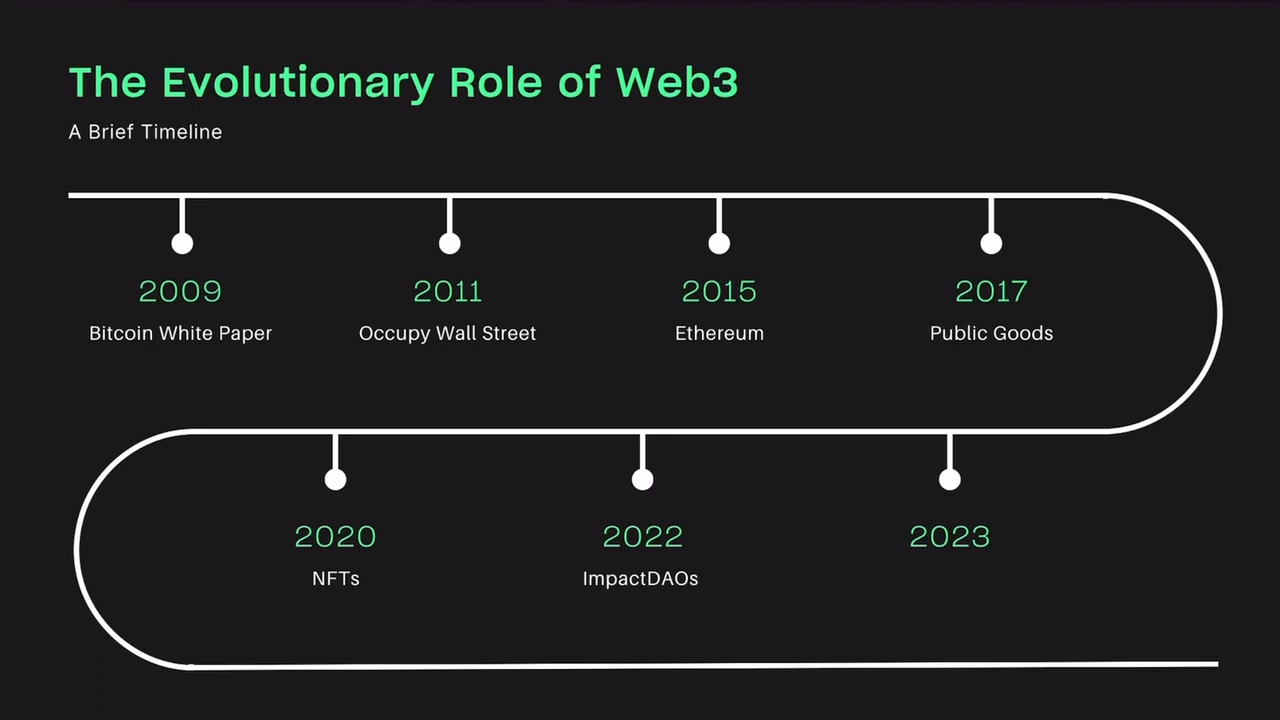 The Evolutionary Role of Web3
A Brief Timeline
2009
Bitcoin White Paper
2011
Occupy Wall Street
2015
Ethereum
2017
Public Goods
2020
NFTs
2022
ImpactDAOs
2023